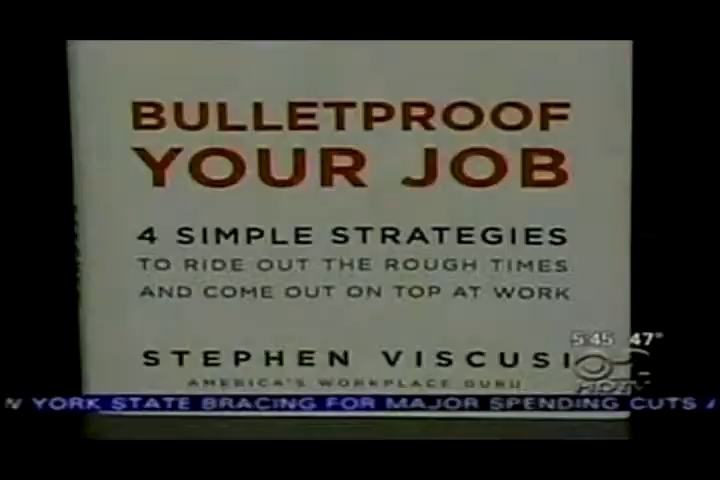 BULLETPROOF
YOUR JOB
4 SIMPLE STRATEGIES
TO RIDE OUT THE ROUGH TIMES
AND COME OUT ON TOP AT WORK
STEPHEN VISCUSI
AMERICA'S WORKPLACE GURU
5:45 47°
HDTV
W YORK STATE BRACING FOR MAJOR SPENDING CUTS